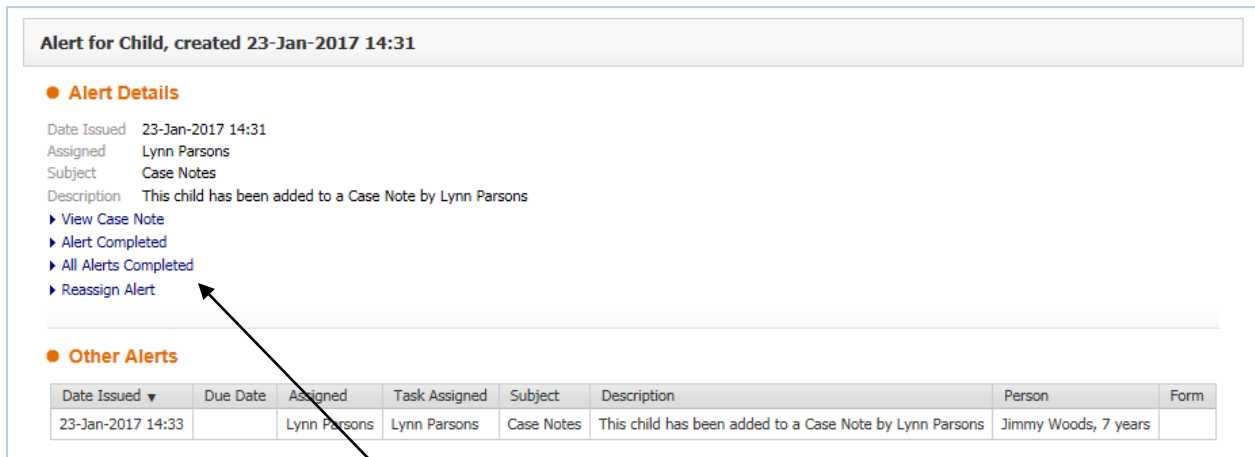 Alert for Child, created 23-Jan-2017 14:31
Alert Details
Date Issued 23-Jan-2017 14:31
Assigned Lynn Parsons
Subject Case Notes
Description This child has been added to a Case Note by Lynn Parsons
View Case Note
Alert Completed
All Alerts Completed
Reassign Alert
Other Alerts
Date Issued Due Date Assigned Task Assigned Subject Description Person Form
23-Jan-2017 14:33 Lynn Parsons Lynn Parsons Case Notes This child has been added to a Case Note by Lynn Parsons Jimmy Woods, 7 years